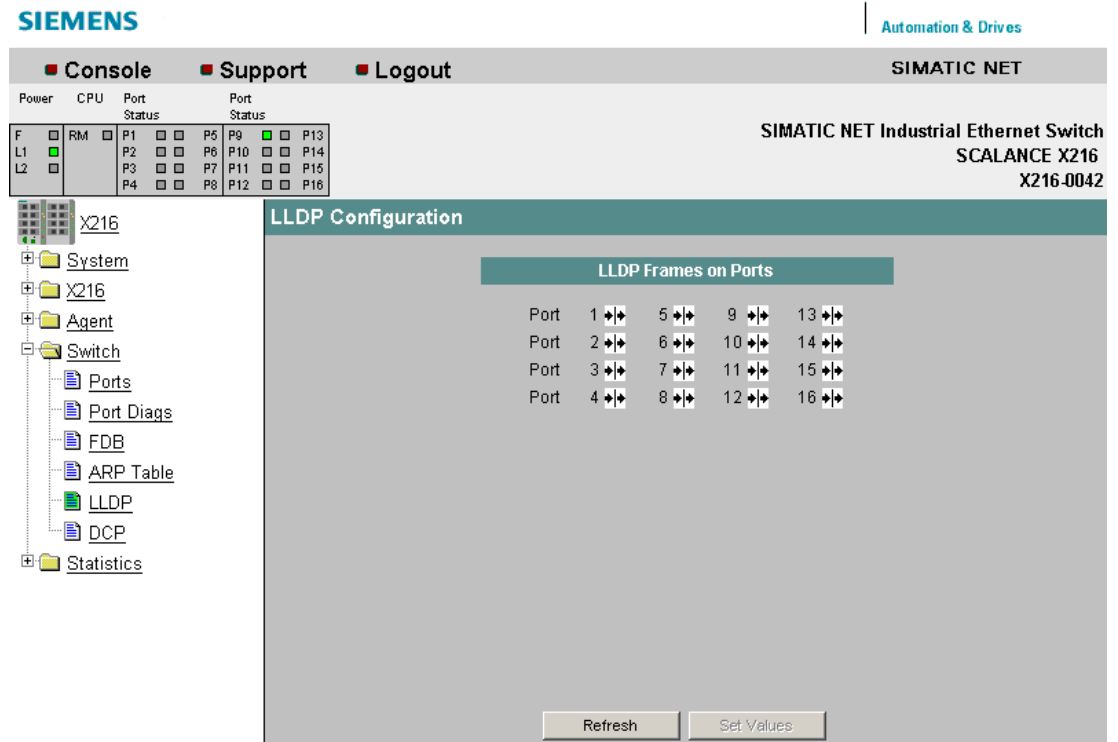 SIEMENS
Automation & Drives
Console Support Logout SIMATIC NET
Power CPU Port Status Port Status
F RM P1 P5 P9 P13
L1 P2 P6 P10 P14
L2 P3 P7 P11 P15
P4 P8 P12 P16
SIMATIC NET Industrial Ethernet Switch
SCALANCE X216
X216-0042
X216
System
X216
Agent
Switch
Ports
Port Diags
FDB
ARP Table
LLDP
DCP
Statistics
LLDP Configuration
LLDP Frames on Ports
Port 1 5 9 13
Port 2 6 10 14
Port 3 7 11 15
Port 4 8 12 16
Refresh Set Values